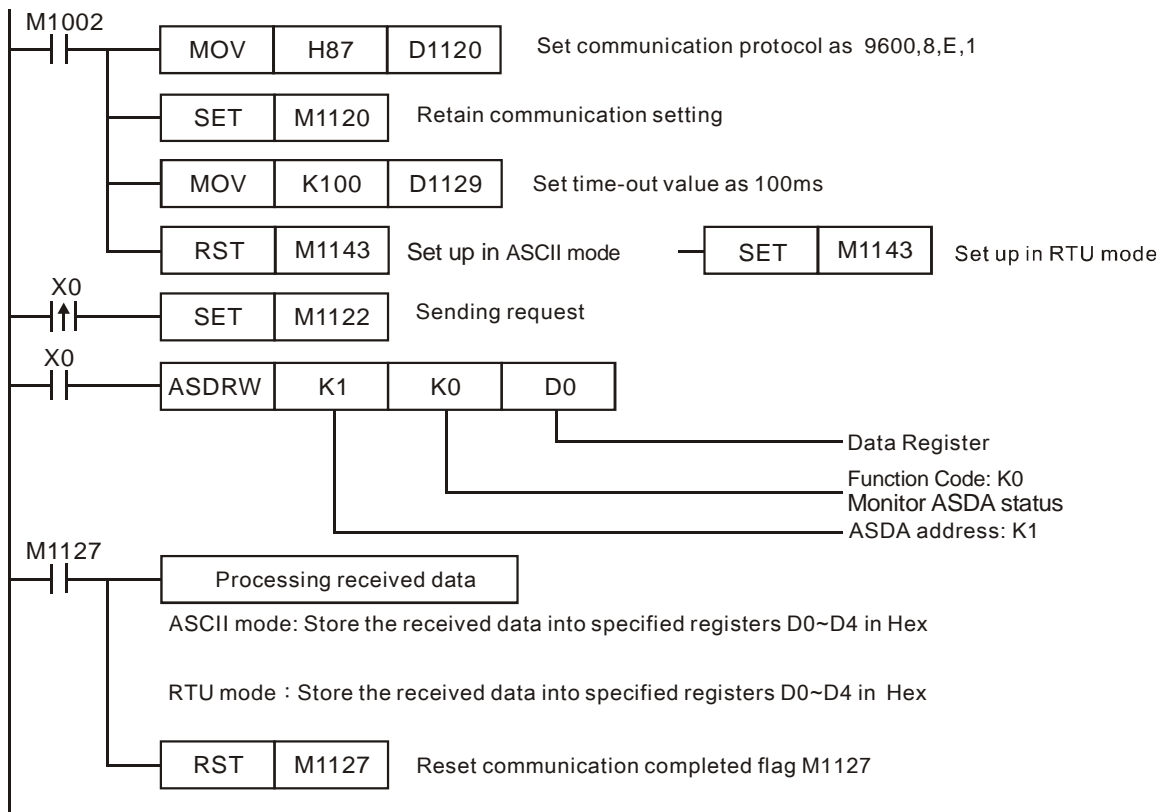 M1002
MOV H87 D1120 Set communication protocol as 9600,8,E,1
SET M1120 Retain communication setting
MOV K100 D1129 Set time-out value as 100ms
RST M1143 Set up in ASCII mode SET M1143 Set up in RTU mode
X0
SET M1122 Sending request
X0
ASDRW K1 K0 D0
Data Register
Function Code: K0
Monitor ASDA status
ASDA address: K1
M1127
Processing received data
ASCII mode: Store the received data into specified registers D0~D4 in Hex
RTU mode：Store the received data into specified registers D0~D4 in Hex
RST M1127 Reset communication completed flag M1127